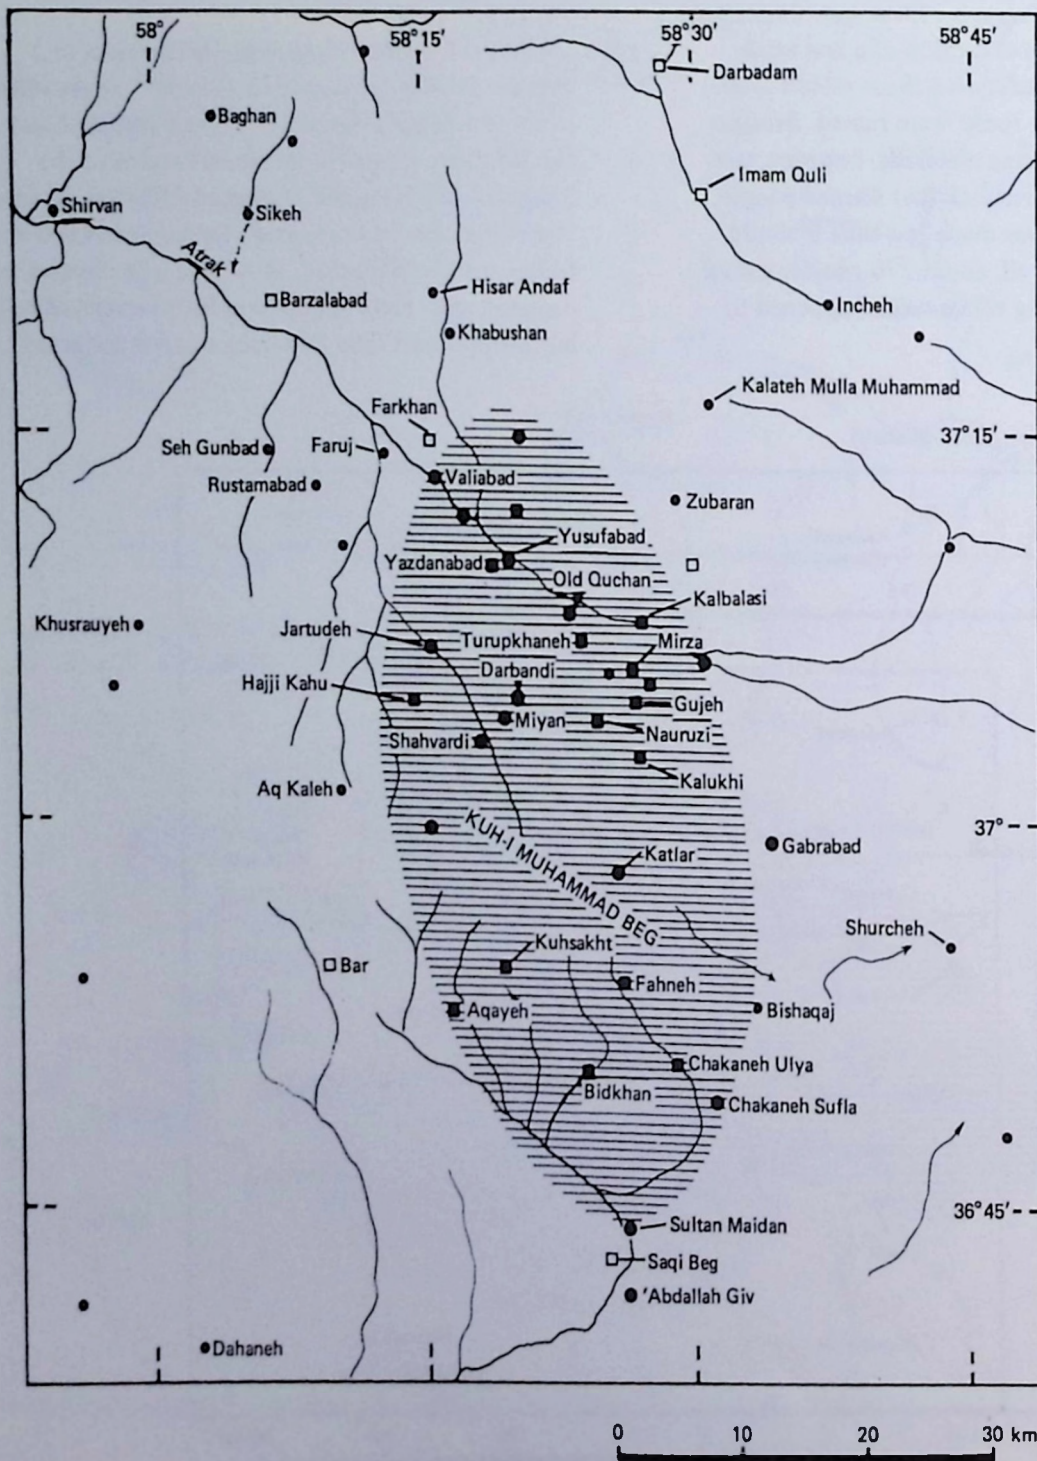 58°
58°15′
58°30′
58°45′
Darbadam
Baghan
Imam Quli
Shirvan
Sikeh
Atrak
Barzalabad
Hisar Andaf
Incheh
Khabushan
Kalateh Mulla Muhammad
Farkhan
37°15′
Seh Gunbad
Faruj
Valiabad
Rustamabad
Zubaran
Yusufabad
Yazdanabad
Old Quchan
Kalbalasi
Khusrauyeh
Jartudeh
Turupkhaneh
Mirza
Darbandi
Hajji Kahu
Gujeh
Miyan
Nauruzi
Shahvardi
Kalukhi
Aq Kaleh
37°
KUH-I MUHAMMAD BEG
Gabrabad
Katlar
Shurcheh
Kuhsakht
Bar
Fahneh
Aqayeh
Bishaqaj
Chakaneh Ulya
Bidkhan
Chakaneh Sufla
36°45′
Sultan Maidan
Saqi Beg
‘Abdallah Giv
Dahaneh
0 10 20 30 km